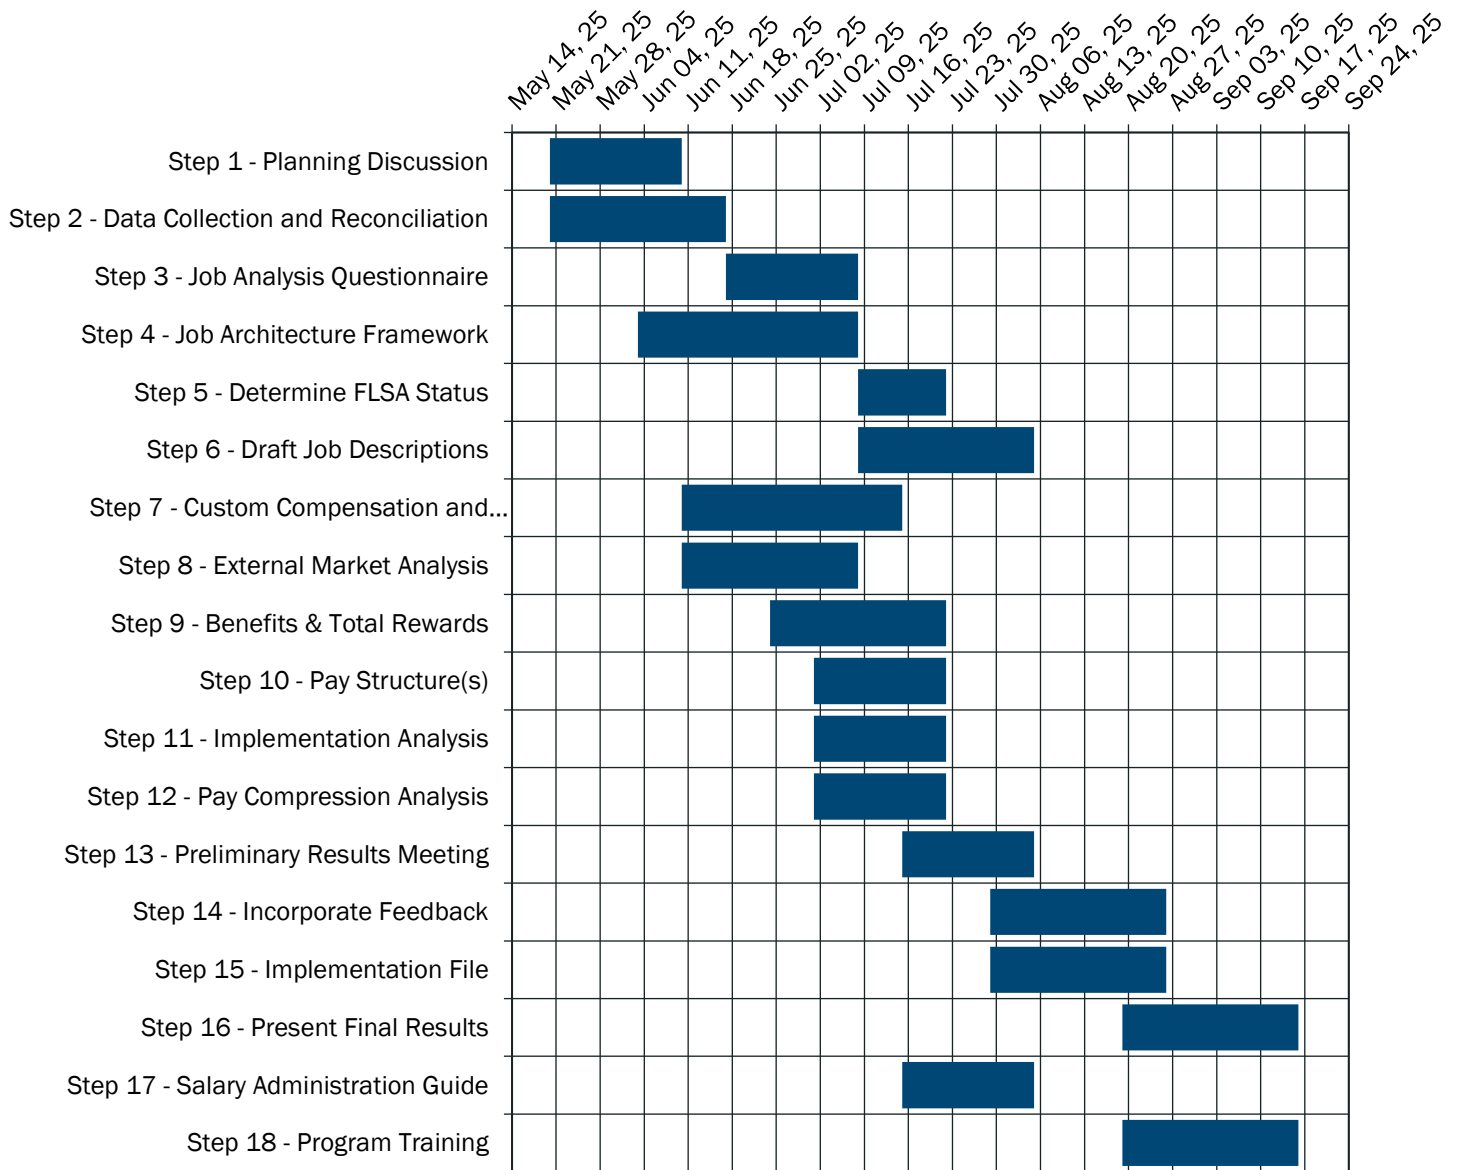 May 14, 25
May 21, 25
May 28, 25
Jun 04, 25
Jun 11, 25
Jun 18, 25
Jun 25, 25
Jul 02, 25
Jul 09, 25
Jul 16, 25
Jul 23, 25
Jul 30, 25
Aug 06, 25
Aug 13, 25
Aug 20, 25
Aug 27, 25
Sep 03, 25
Sep 10, 25
Sep 17, 25
Sep 24, 25
Step 1 - Planning Discussion
Step 2 - Data Collection and Reconciliation
Step 3 - Job Analysis Questionnaire
Step 4 - Job Architecture Framework
Step 5 - Determine FLSA Status
Step 6 - Draft Job Descriptions
Step 7 - Custom Compensation and...
Step 8 - External Market Analysis
Step 9 - Benefits & Total Rewards
Step 10 - Pay Structure(s)
Step 11 - Implementation Analysis
Step 12 - Pay Compression Analysis
Step 13 - Preliminary Results Meeting
Step 14 - Incorporate Feedback
Step 15 - Implementation File
Step 16 - Present Final Results
Step 17 - Salary Administration Guide
Step 18 - Program Training